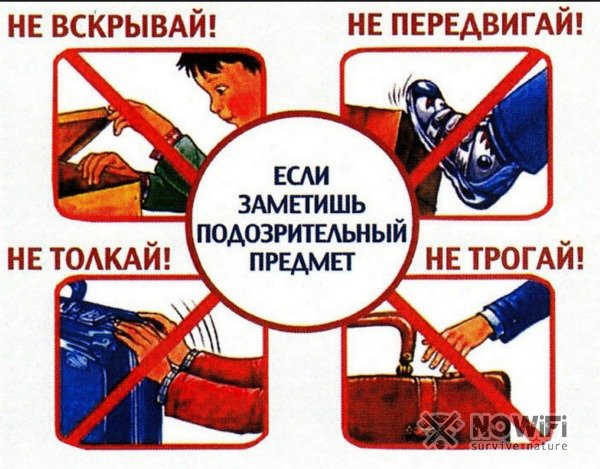 НЕ ВСКРЫВАЙ!
НЕ ПЕРЕДВИГАЙ!
ЕСЛИ
ЗАМЕТИШЬ
ПОДОЗРИТЕЛЬНЫЙ
ПРЕДМЕТ
НЕ ТОЛКАЙ!
НЕ ТРОГАЙ!
NOWiFi
survive nature